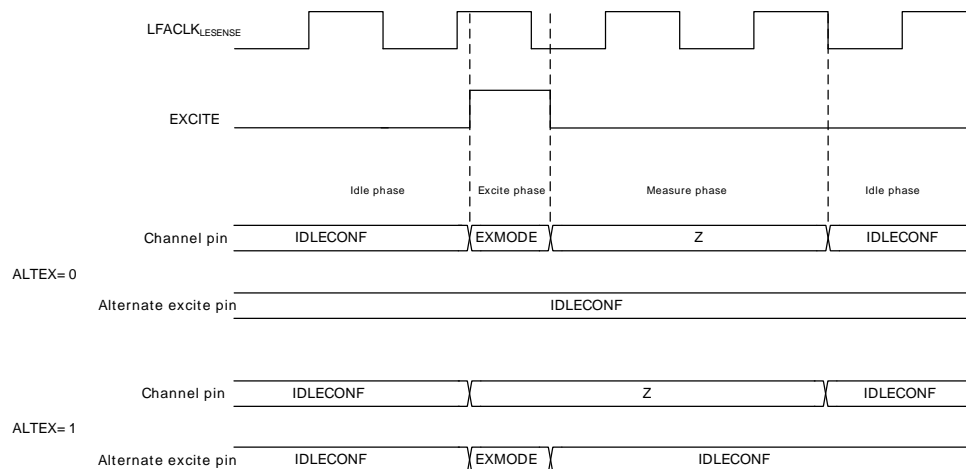 LFACLKLESENSE
EXCITE
Idle phase Excite phase Measure phase Idle phase
Channel pin IDLECONF EXMODE Z IDLECONF
ALTEX= 0
Alternate excite pin IDLECONF
Channel pin IDLECONF Z IDLECONF
ALTEX= 1
Alternate excite pin IDLECONF EXMODE IDLECONF